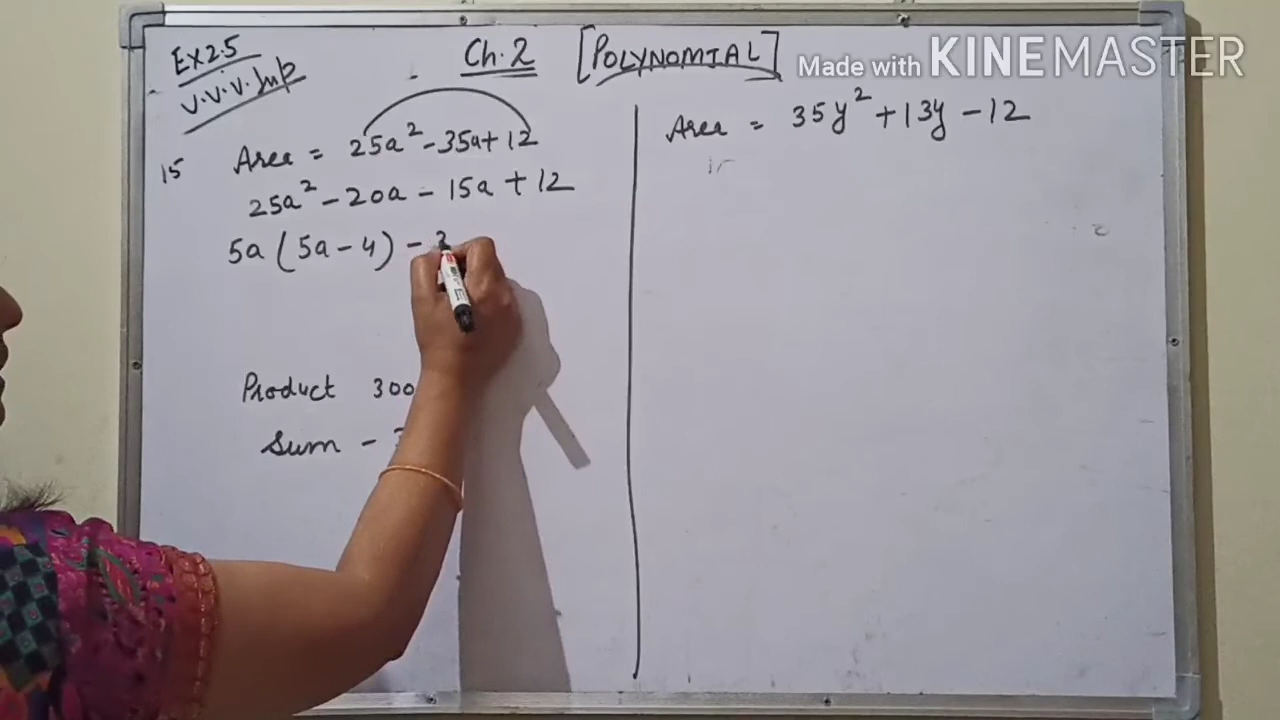 Ex 2.5
V.V.V. Imp
Ch.2 [POLYNOMIAL]
Made with KINEMASTER
15 Area = 25a² - 35a + 12
25a² - 20a - 15a + 12
5a (5a - 4) - 3
Product 300
Sum -
Area = 35y² + 13y - 12